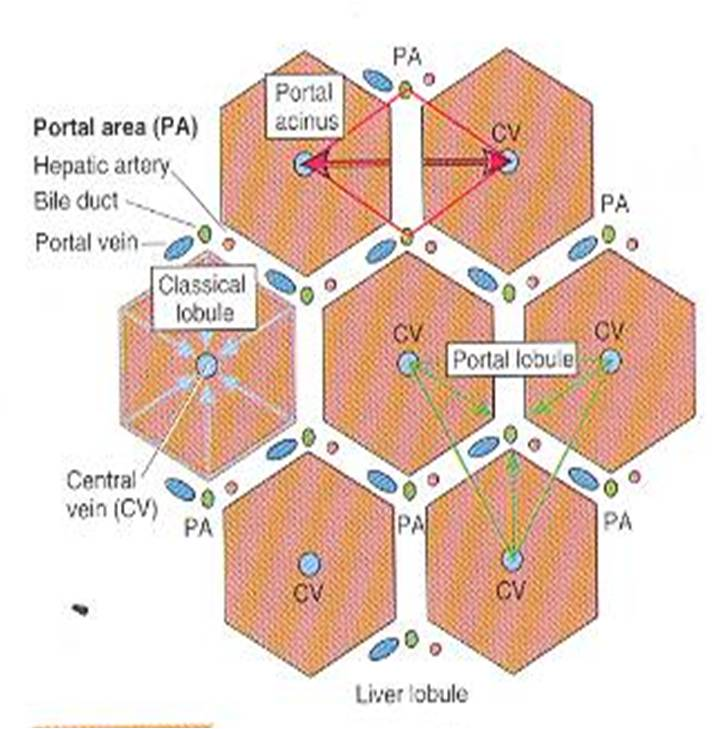 PA
Portal
acinus
CV
Portal area (PA)
Hepatic artery
Bile duct
Portal vein
PA
Classical
lobule
CV
Portal lobule
CV
Central
vein (CV)
PA
PA
PA
CV
CV
Liver lobule